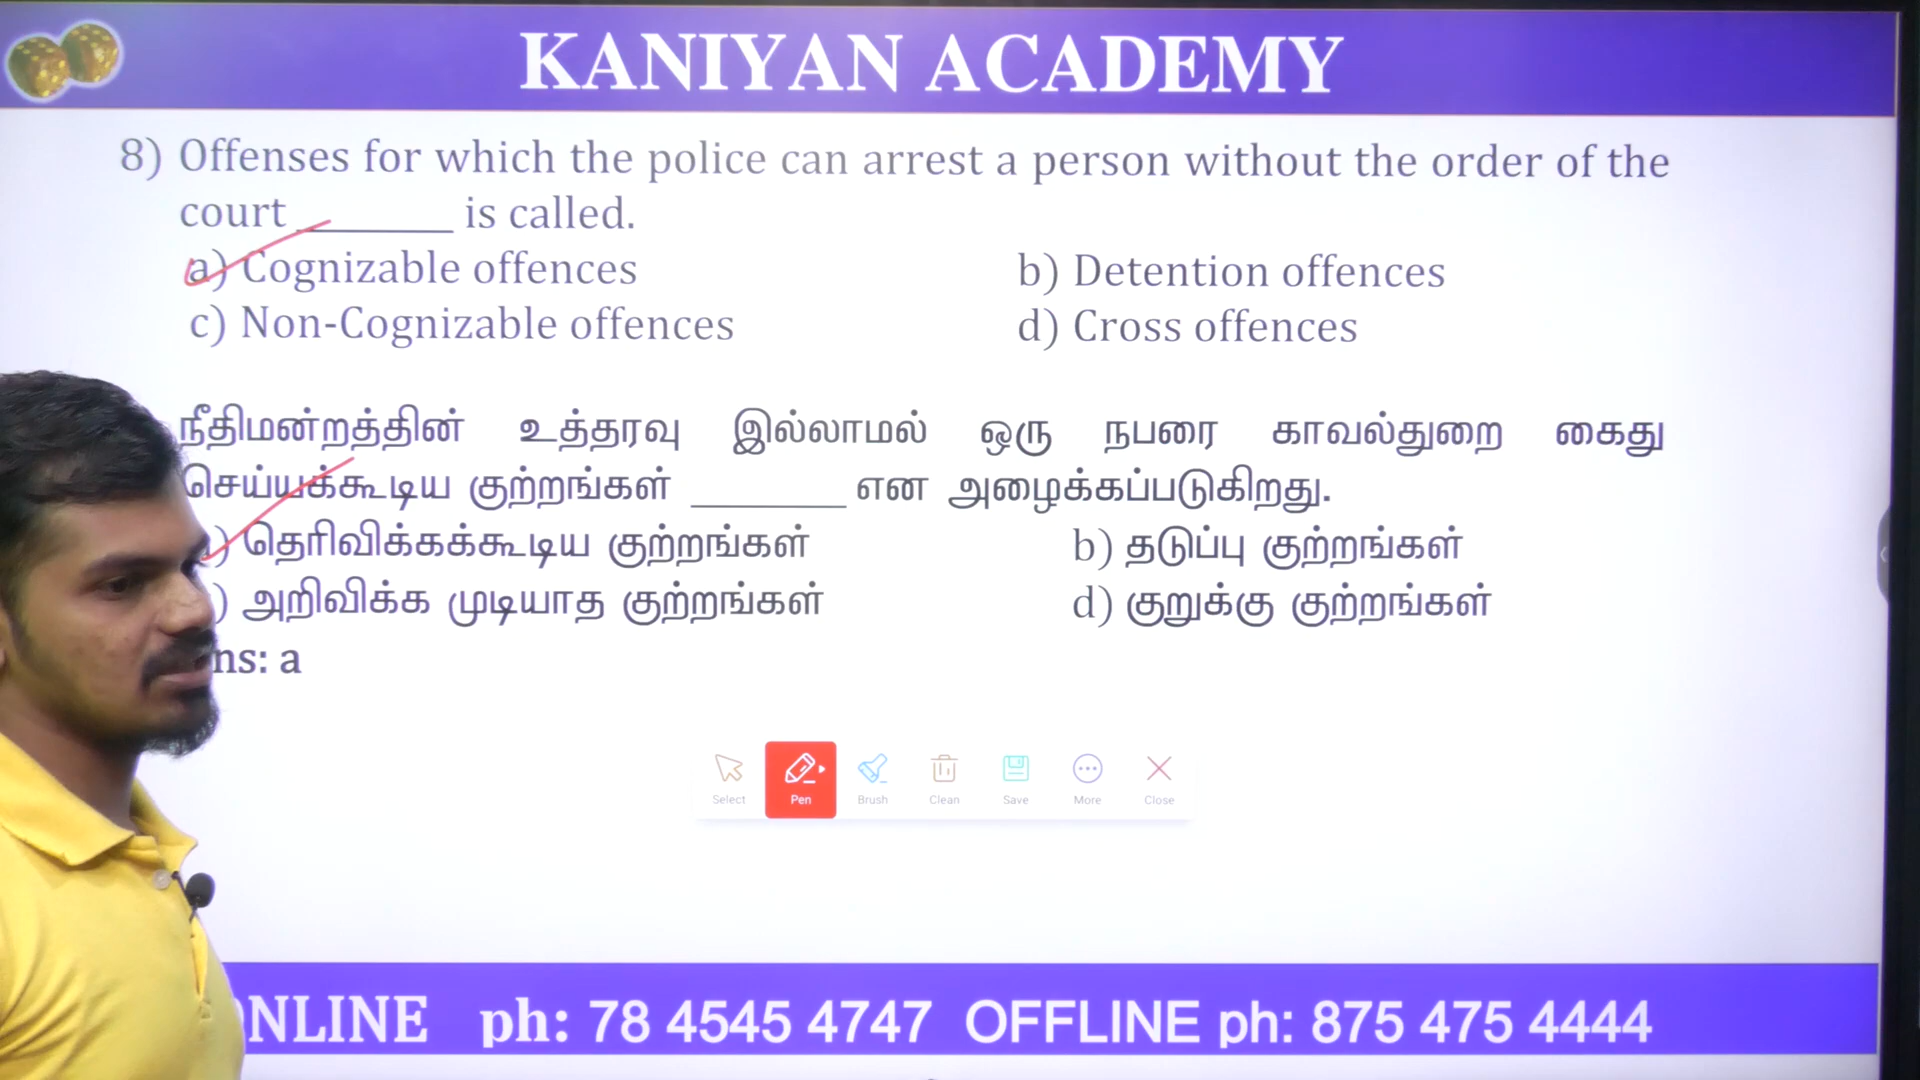 KANIYAN ACADEMY
8) Offenses for which the police can arrest a person without the order of the
court ________ is called.
a) Cognizable offences b) Detention offences
c) Non-Cognizable offences d) Cross offences
நீதிமன்றத்தின் உத்தரவு இல்லாமல் ஒரு நபரை காவல்துறை கைது
செய்யக்கூடிய குற்றங்கள் ________ என அழைக்கப்படுகிறது.
) தெரிவிக்கக்கூடிய குற்றங்கள் b) தடுப்பு குற்றங்கள்
) அறிவிக்க முடியாத குற்றங்கள் d) குறுக்கு குற்றங்கள்
ns: a
Select Pen Brush Clean Save More Close
NLINE ph: 78 4545 4747 OFFLINE ph: 875 475 4444